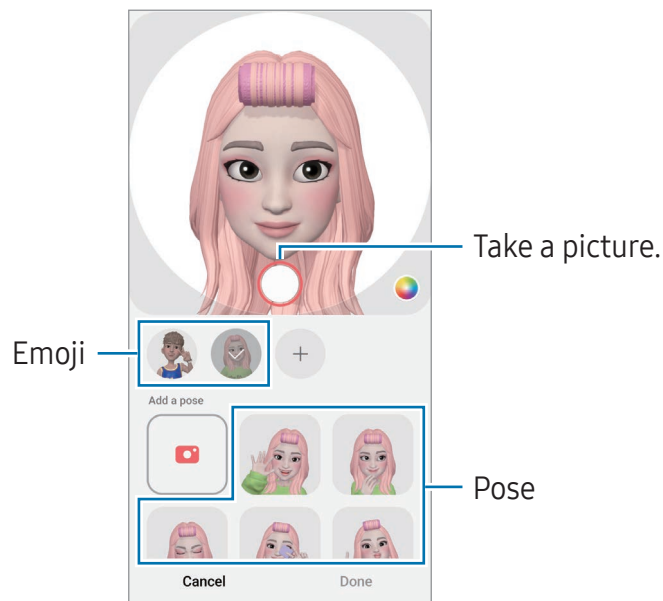 Take a picture.
Emoji
Add a pose
Pose
Cancel
Done